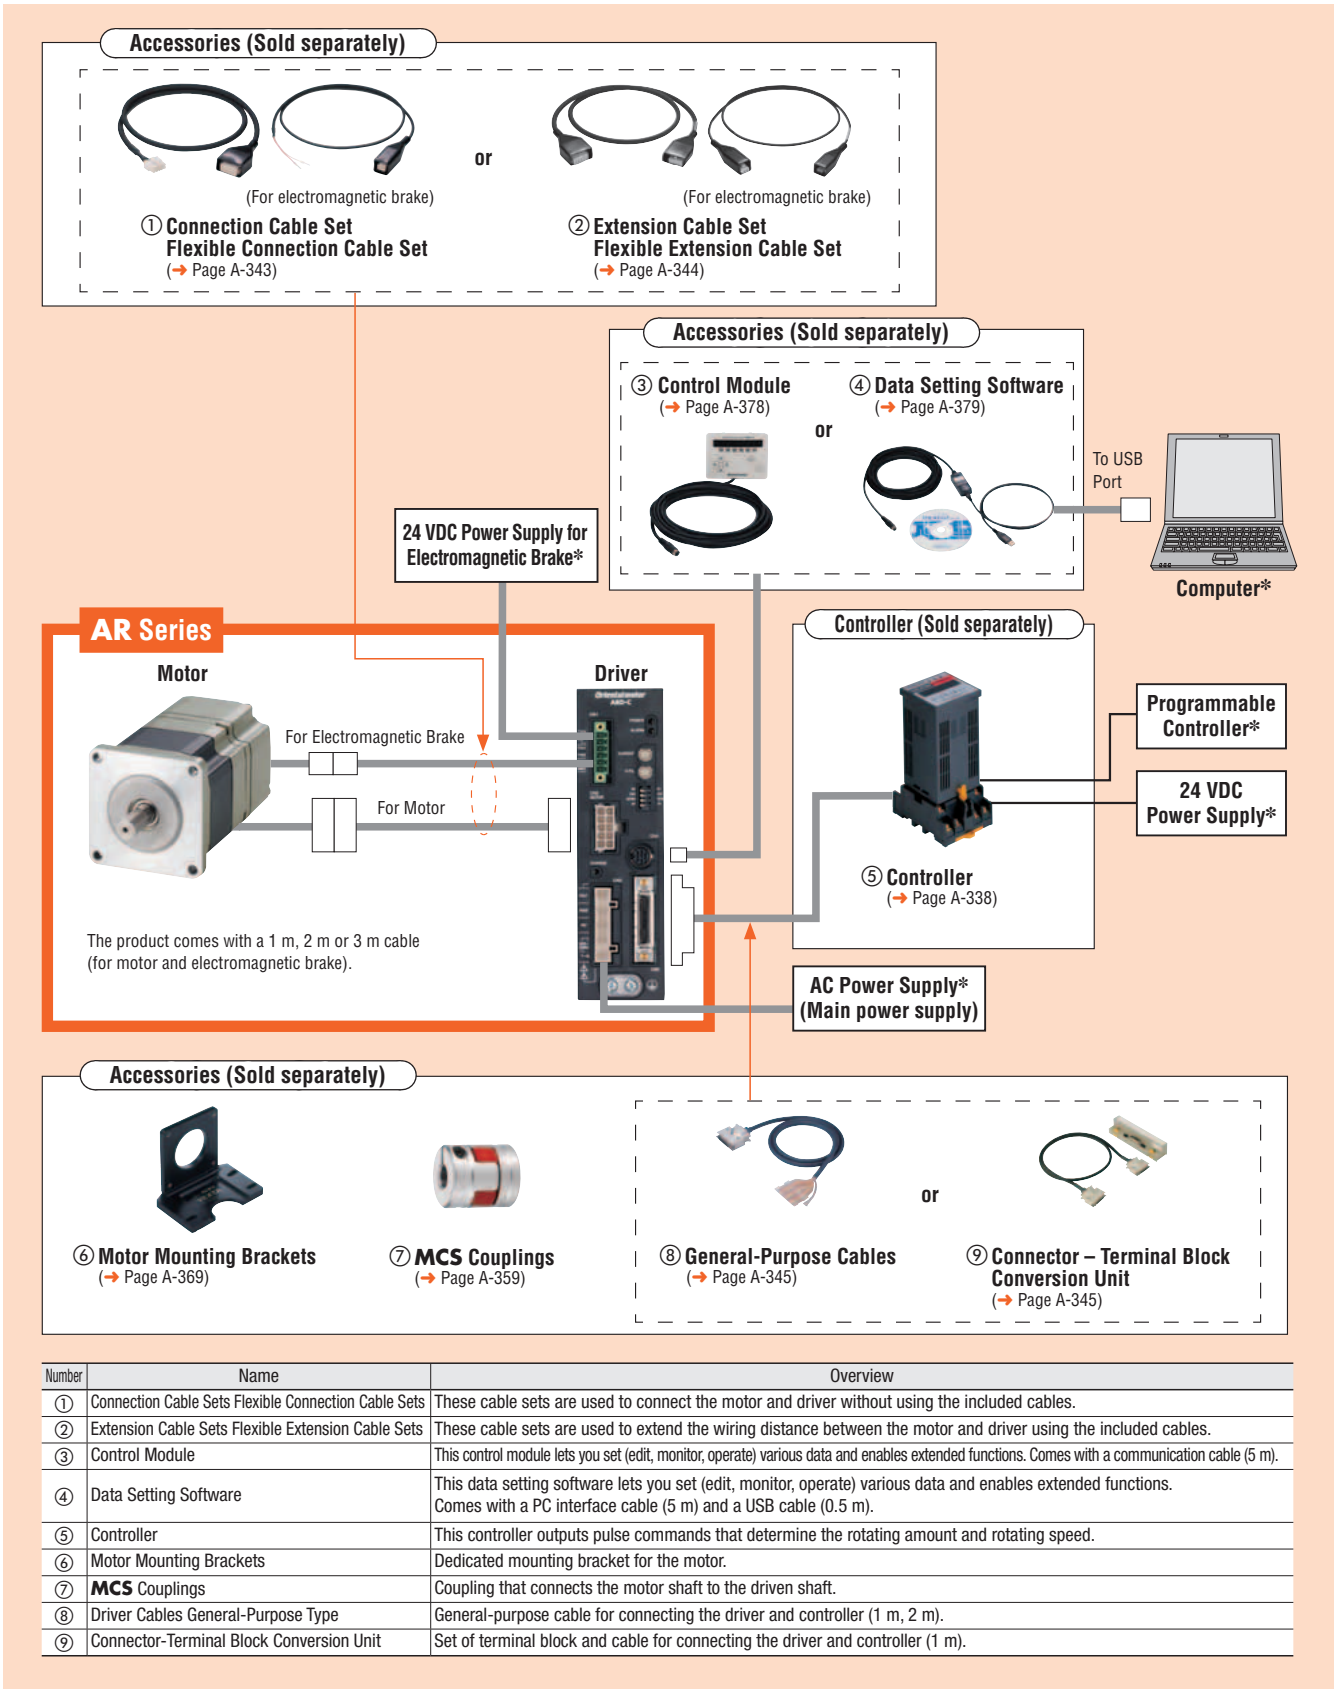 Accessories (Sold separately)
or
(For electromagnetic brake)
(For electromagnetic brake)
① Connection Cable Set
Flexible Connection Cable Set
(➜ Page A-343)
② Extension Cable Set
Flexible Extension Cable Set
(➜ Page A-344)
Accessories (Sold separately)
③ Control Module
(➜ Page A-378)
or
④ Data Setting Software
(➜ Page A-379)
To USB
Port
Computer*
24 VDC Power Supply for
Electromagnetic Brake*
AR Series
Motor
Driver
Orientalmotor
ARD-C
For Electromagnetic Brake
For Motor
The product comes with a 1 m, 2 m or 3 m cable
(for motor and electromagnetic brake).
Controller (Sold separately)
⑤ Controller
(➜ Page A-338)
Programmable
Controller*
24 VDC
Power Supply*
AC Power Supply*
(Main power supply)
Accessories (Sold separately)
⑥ Motor Mounting Brackets
(➜ Page A-369)
⑦ MCS Couplings
(➜ Page A-359)
⑧ General-Purpose Cables
(➜ Page A-345)
or
⑨ Connector – Terminal Block
Conversion Unit
(➜ Page A-345)
Number Name Overview
① Connection Cable Sets Flexible Connection Cable Sets These cable sets are used to connect the motor and driver without using the included cables.
② Extension Cable Sets Flexible Extension Cable Sets These cable sets are used to extend the wiring distance between the motor and driver using the included cables.
③ Control Module This control module lets you set (edit, monitor, operate) various data and enables extended functions. Comes with a communication cable (5 m).
④ Data Setting Software This data setting software lets you set (edit, monitor, operate) various data and enables extended functions.
Comes with a PC interface cable (5 m) and a USB cable (0.5 m).
⑤ Controller This controller outputs pulse commands that determine the rotating amount and rotating speed.
⑥ Motor Mounting Brackets Dedicated mounting bracket for the motor.
⑦ MCS Couplings Coupling that connects the motor shaft to the driven shaft.
⑧ Driver Cables General-Purpose Type General-purpose cable for connecting the driver and controller (1 m, 2 m).
⑨ Connector-Terminal Block Conversion Unit Set of terminal block and cable for connecting the driver and controller (1 m).